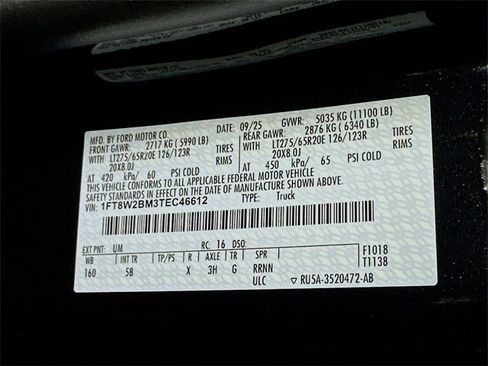 MFD. BY FORD MOTOR CO.
DATE: 09/25 GVWR: 5035 KG (11100 LB)
FRONT GAWR: 2717 KG (5990 LB) REAR GAWR: 2876 KG (6340 LB)
WITH LT275/65R20E 126/123R TIRES WITH LT275/65R20E 126/123R TIRES
20X8.0J RIMS 20X8.0J RIMS
AT 420 kPa/ 60 PSI COLD AT 450 kPa/ 65 PSI COLD
THIS VEHICLE CONFORMS TO ALL APPLICABLE FEDERAL MOTOR VEHICLE
SAFETY STANDARDS IN EFFECT ON THE DATE OF MANUFACTURE SHOWN ABOVE.
VIN: 1FT8W2BM3TEC46612 TYPE: Truck
EXT PNT: UM RC: 16 DSO:
WB INT TR TP/PS R AXLE TR SPR F1018
160 5B X 3H G RRNN T1138
ULC ▽ RU5A-3520472-AB